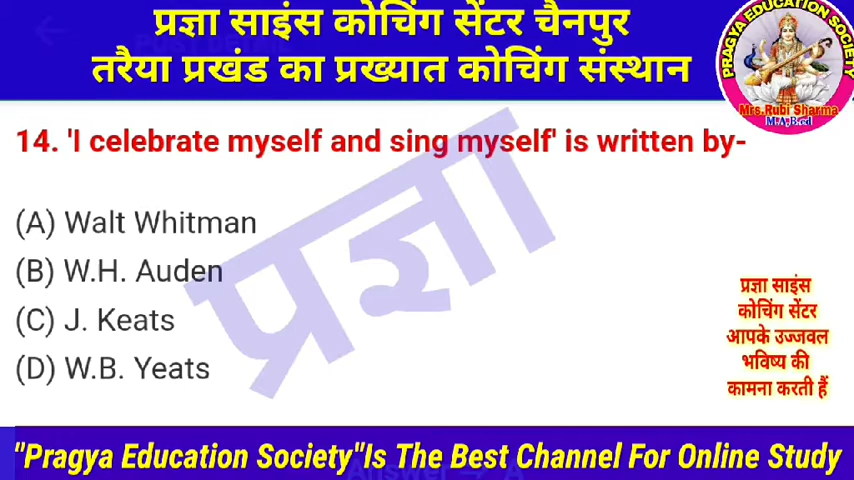 प्रज्ञा साइंस कोचिंग सेंटर चैनपुर
तरैया प्रखंड का प्रख्यात कोचिंग संस्थान
PRAGYA EDUCATION SOCIETY
Mrs.Rubi Sharma
M.A,B.ed
14. 'I celebrate myself and sing myself' is written by-
(A) Walt Whitman
(B) W.H. Auden
(C) J. Keats
(D) W.B. Yeats
प्रज्ञा
प्रज्ञा साइंस
कोचिंग सेंटर
आपके उज्जवल
भविष्य की
कामना करती हैं
"Pragya Education Society"Is The Best Channel For Online Study
Answer → A